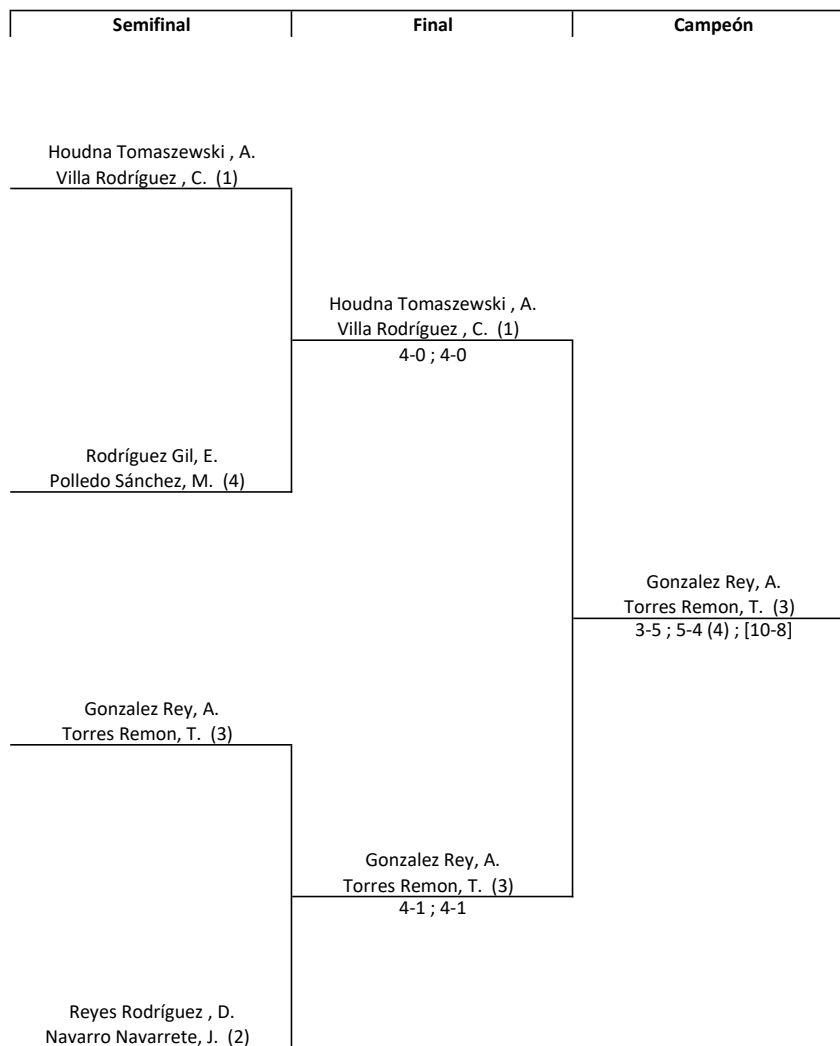 Semifinal Final Campeón
Houdna Tomaszewski , A.
Villa Rodríguez , C. (1)
Houdna Tomaszewski , A.
Villa Rodríguez , C. (1)
4-0 ; 4-0
Rodríguez Gil, E.
Polledo Sánchez, M. (4)
Gonzalez Rey, A.
Torres Remon, T. (3)
3-5 ; 5-4 (4) ; [10-8]
Gonzalez Rey, A.
Torres Remon, T. (3)
Gonzalez Rey, A.
Torres Remon, T. (3)
4-1 ; 4-1
Reyes Rodríguez , D.
Navarro Navarrete, J. (2)